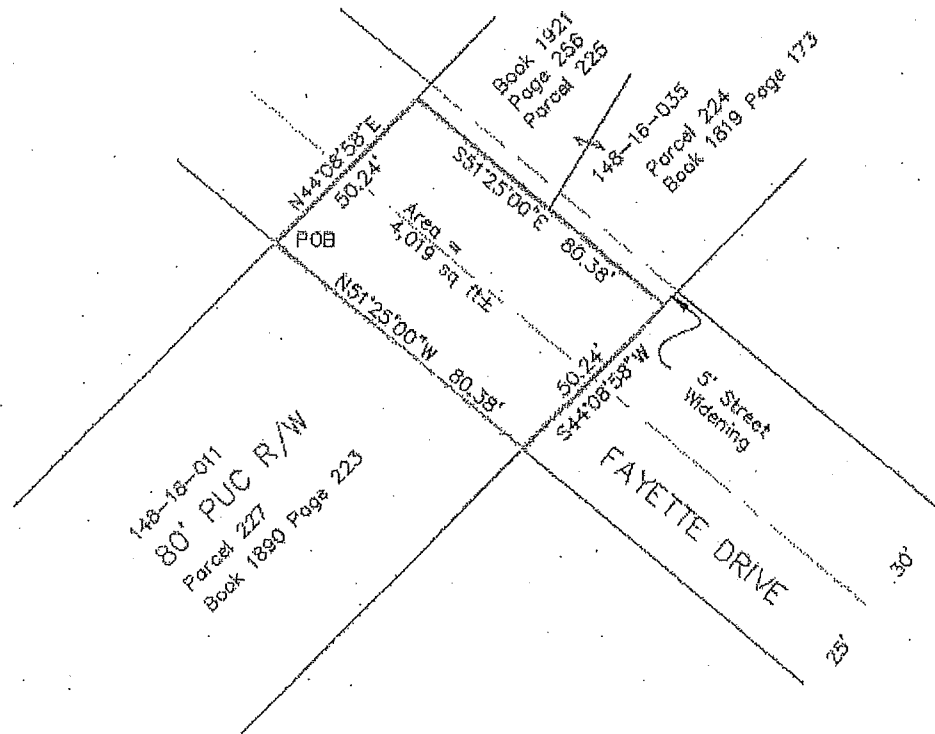 Book 1921
Page 256
Parcel 225
148-16-035
Parcel 224
Book 1819 Page 173
N44°08'58"E
50.24'
S51°25'00"E 80.38'
POB
Area =
4,019 sq ft±
N51°25'00"W 80.38'
50.24'
S44°08'58"W
5' Street
Widening
148-18-011
80' PUC R/W
Parcel 227
Book 1890 Page 223
FAYETTE DRIVE
30'
25'